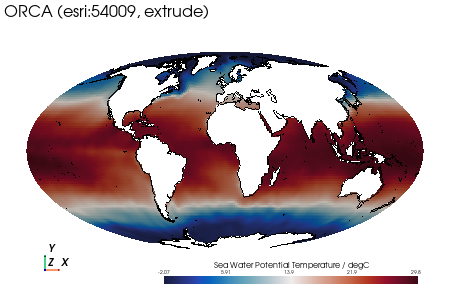 ORCA (esri:54009, extrude)
Y
Z X
Sea Water Potential Temperature / degC
-2.07 5.91 13.9 21.9 29.8